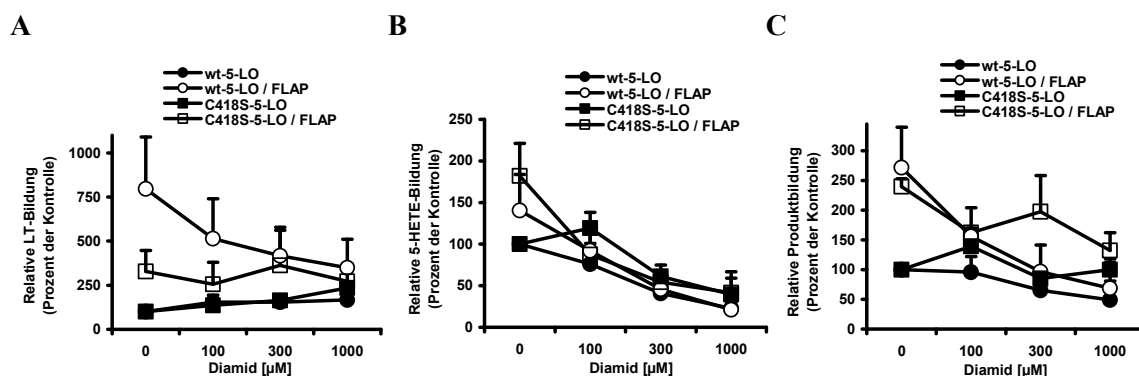 A
wt-5-LO
wt-5-LO / FLAP
C418S-5-LO
C418S-5-LO / FLAP
Relative LT-Bildung
(Prozent der Kontrolle)
1000
750
500
250
0
0 100 300 1000
Diamid [µM]
B
wt-5-LO
wt-5-LO / FLAP
C418S-5-LO
C418S-5-LO / FLAP
Relative 5-HETE-Bildung
(Prozent der Kontrolle)
250
200
150
100
50
0
0 100 300 1000
Diamid [µM]
C
wt-5-LO
wt-5-LO / FLAP
C418S-5-LO
C418S-5-LO / FLAP
Relative Produktbildung
(Prozent der Kontrolle)
300
250
200
150
100
50
0
0 100 300 1000
Diamid [µM]